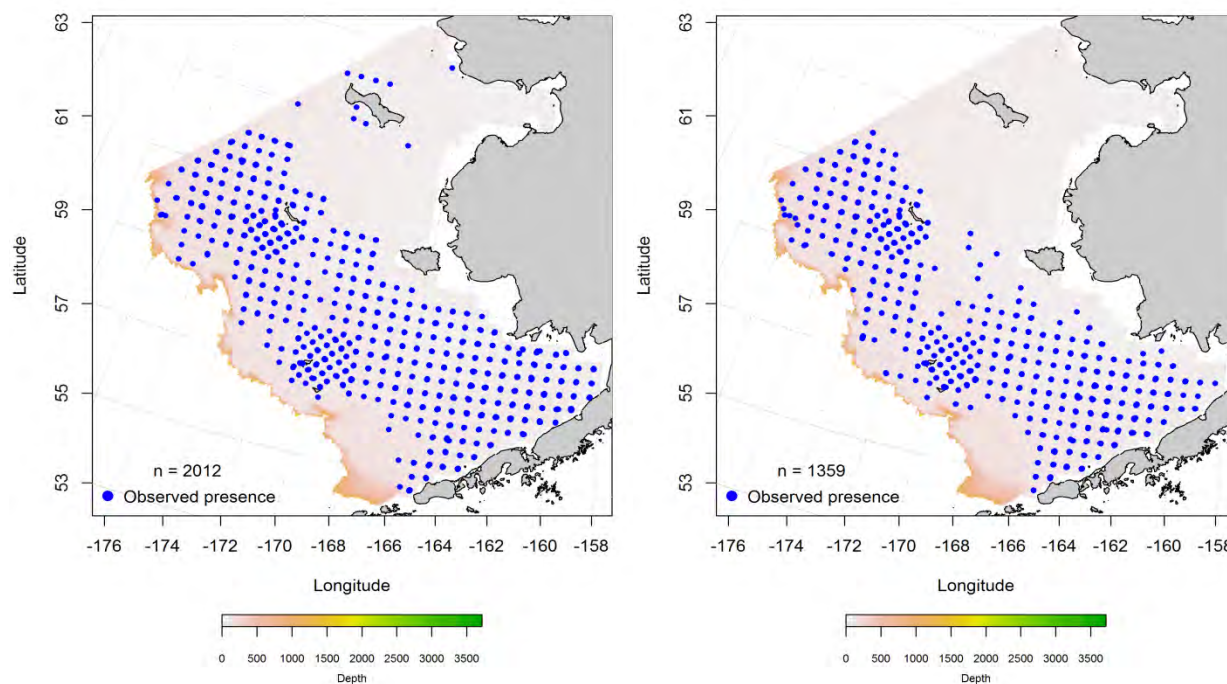 63
61
59
57
55
53
Latitude
n = 2012
Observed presence
-176 -174 -172 -170 -168 -166 -164 -162 -160 -158
Longitude
0 500 1000 1500 2000 2500 3000 3500
Depth
63
61
59
57
55
53
Latitude
n = 1359
Observed presence
-176 -174 -172 -170 -168 -166 -164 -162 -160 -158
Longitude
0 500 1000 1500 2000 2500 3000 3500
Depth